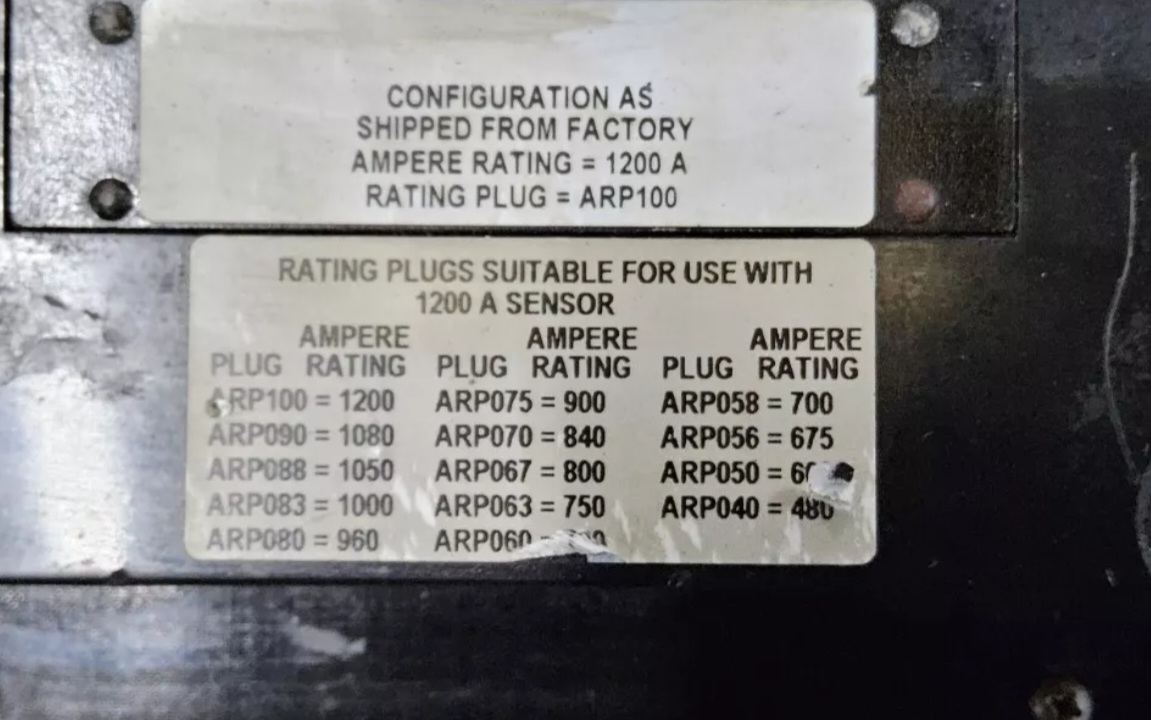 CONFIGURATION AS
SHIPPED FROM FACTORY
AMPERE RATING = 1200 A
RATING PLUG = ARP100
RATING PLUGS SUITABLE FOR USE WITH
1200 A SENSOR
AMPERE AMPERE AMPERE
PLUG RATING PLUG RATING PLUG RATING
ARP100 = 1200 ARP075 = 900 ARP058 = 700
ARP090 = 1080 ARP070 = 840 ARP056 = 675
ARP088 = 1050 ARP067 = 800 ARP050 =
ARP083 = 1000 ARP063 = 750 ARP040 = 480
ARP080 = 960 ARP060